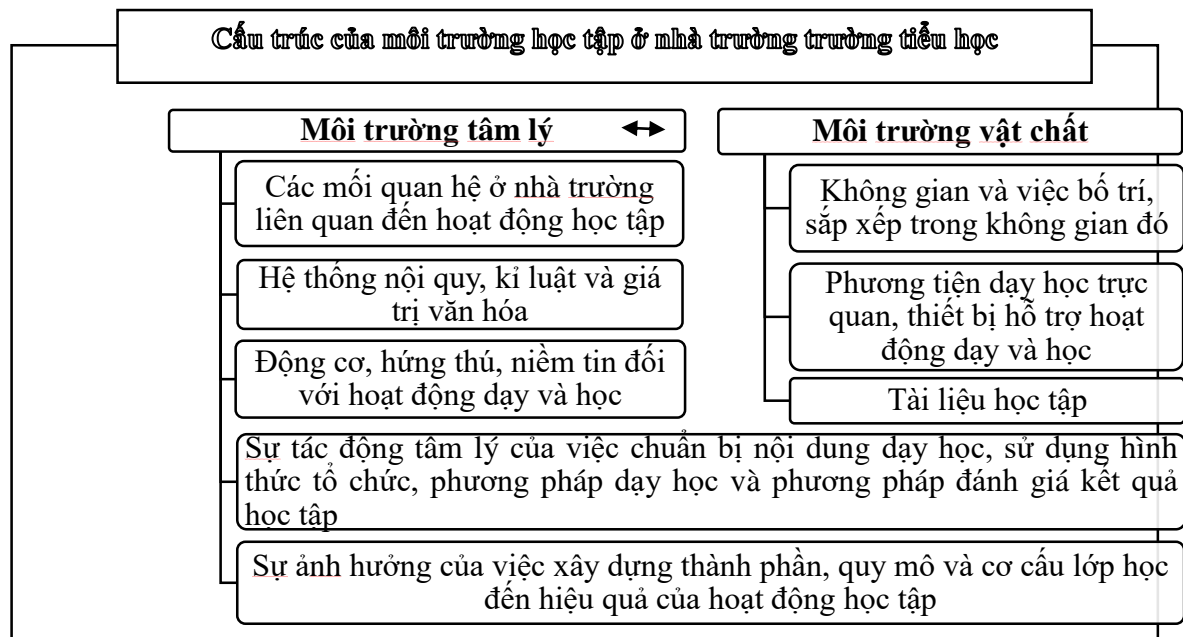 Cấu trúc của môi trường học tập ở nhà trường trường tiểu học
Môi trường tâm lý
Các mối quan hệ ở nhà trường
liên quan đến hoạt động học tập
Hệ thống nội quy, kỉ luật và giá
trị văn hóa
Động cơ, hứng thú, niềm tin đối
với hoạt động dạy và học
Sự tác động tâm lý của việc chuẩn bị nội dung dạy học, sử dụng hình
thức tổ chức, phương pháp dạy học và phương pháp đánh giá kết quả
học tập
Sự ảnh hưởng của việc xây dựng thành phần, quy mô và cơ cấu lớp học
đến hiệu quả của hoạt động học tập
Môi trường vật chất
Không gian và việc bố trí,
sắp xếp trong không gian đó
Phương tiện dạy học trực
quan, thiết bị hỗ trợ hoạt
động dạy và học
Tài liệu học tập